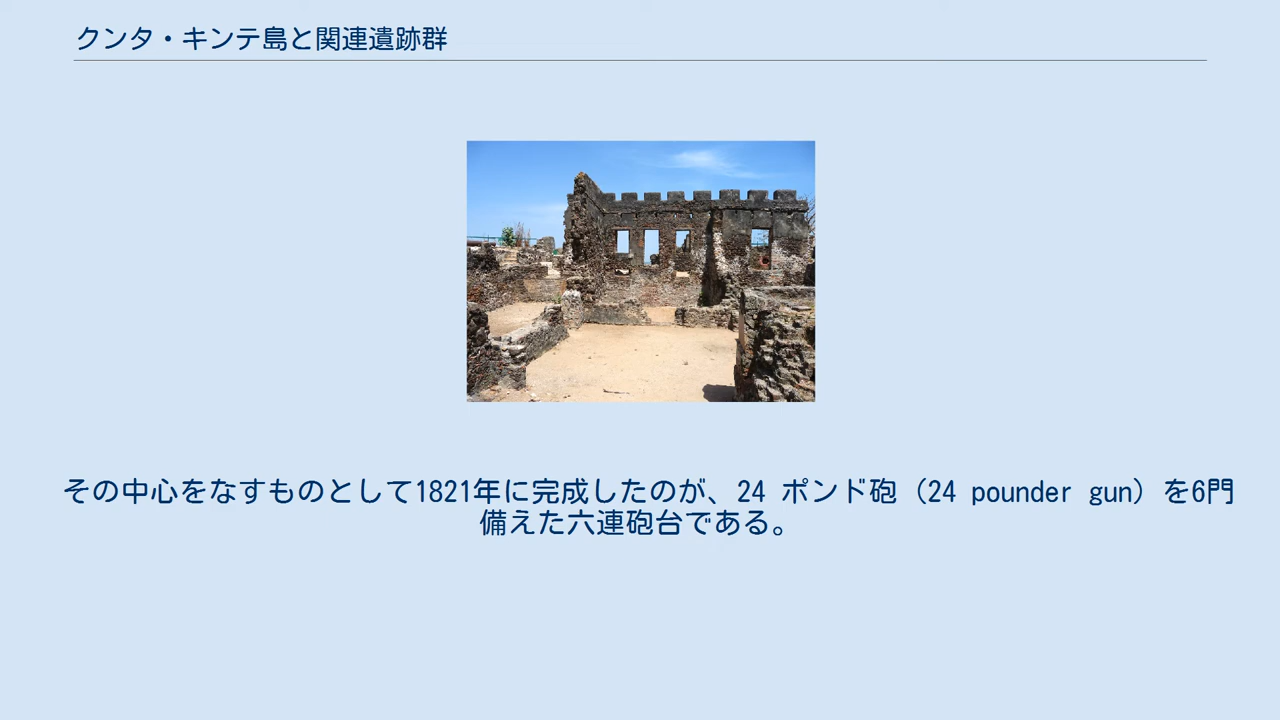 クンタ・キンテ島と関連遺跡群
その中心をなすものとして1821年に完成したのが、24 ポンド砲（24 pounder gun）を6門
備えた六連砲台である。